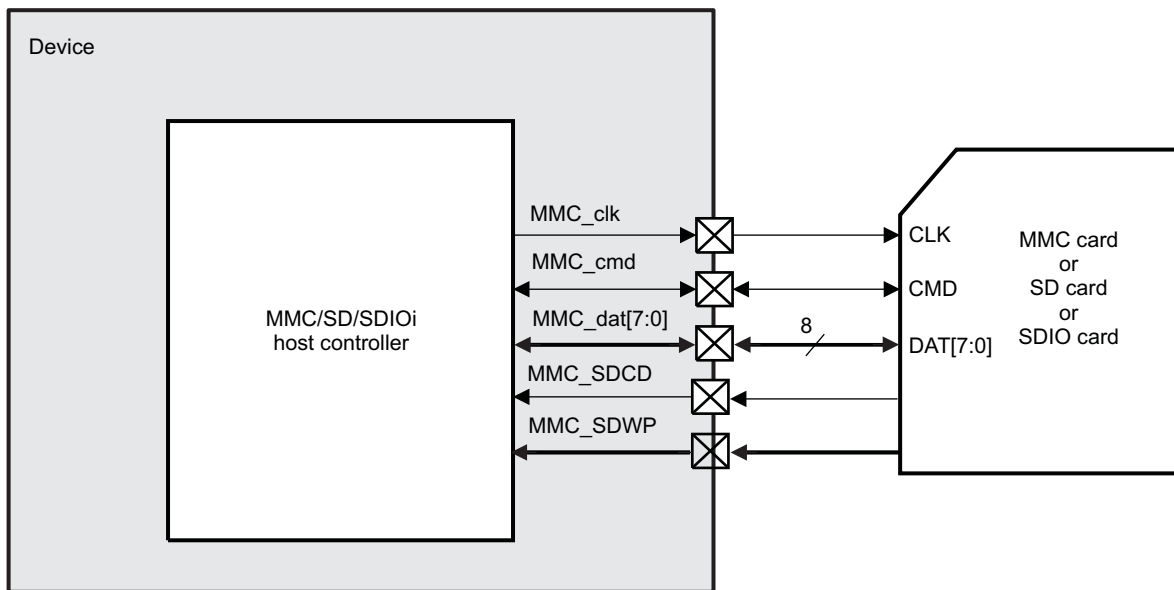 Device
MMC/SD/SDIOi
host controller
MMC_clk
MMC_cmd
MMC_dat[7:0]
MMC_SDCD
MMC_SDWP
8
CLK
CMD
DAT[7:0]
MMC card
or
SD card
or
SDIO card